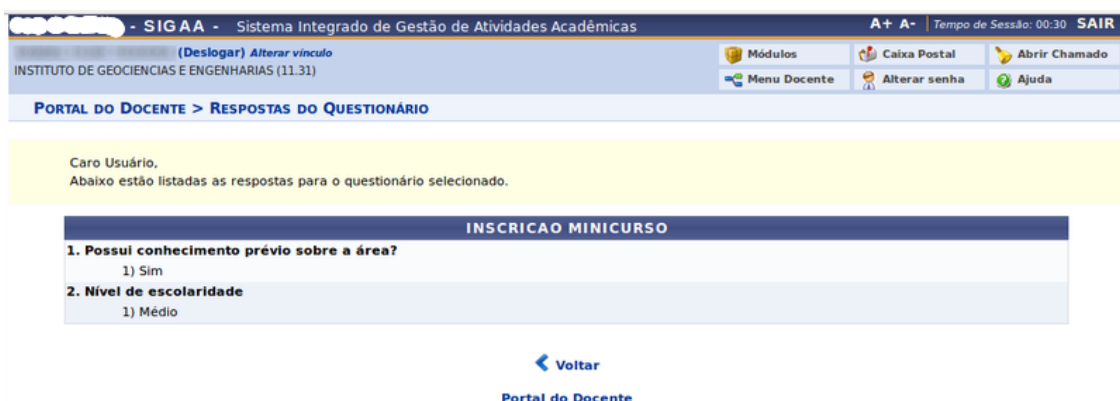 - SIGAA - Sistema Integrado de Gestão de Atividades Acadêmicas A+ A- | Tempo de Sessão: 00:30 SAIR
(Deslogar) Alterar vínculo
INSTITUTO DE GEOCIENCIAS E ENGENHARIAS (11.31)
Módulos Caixa Postal Abrir Chamado
Menu Docente Alterar senha Ajuda
PORTAL DO DOCENTE > RESPOSTAS DO QUESTIONÁRIO
Caro Usuário,
Abaixo estão listadas as respostas para o questionário selecionado.
INSCRICAO MINICURSO
1. Possui conhecimento prévio sobre a área?
1) Sim
2. Nível de escolaridade
1) Médio
Voltar
Portal do Docente